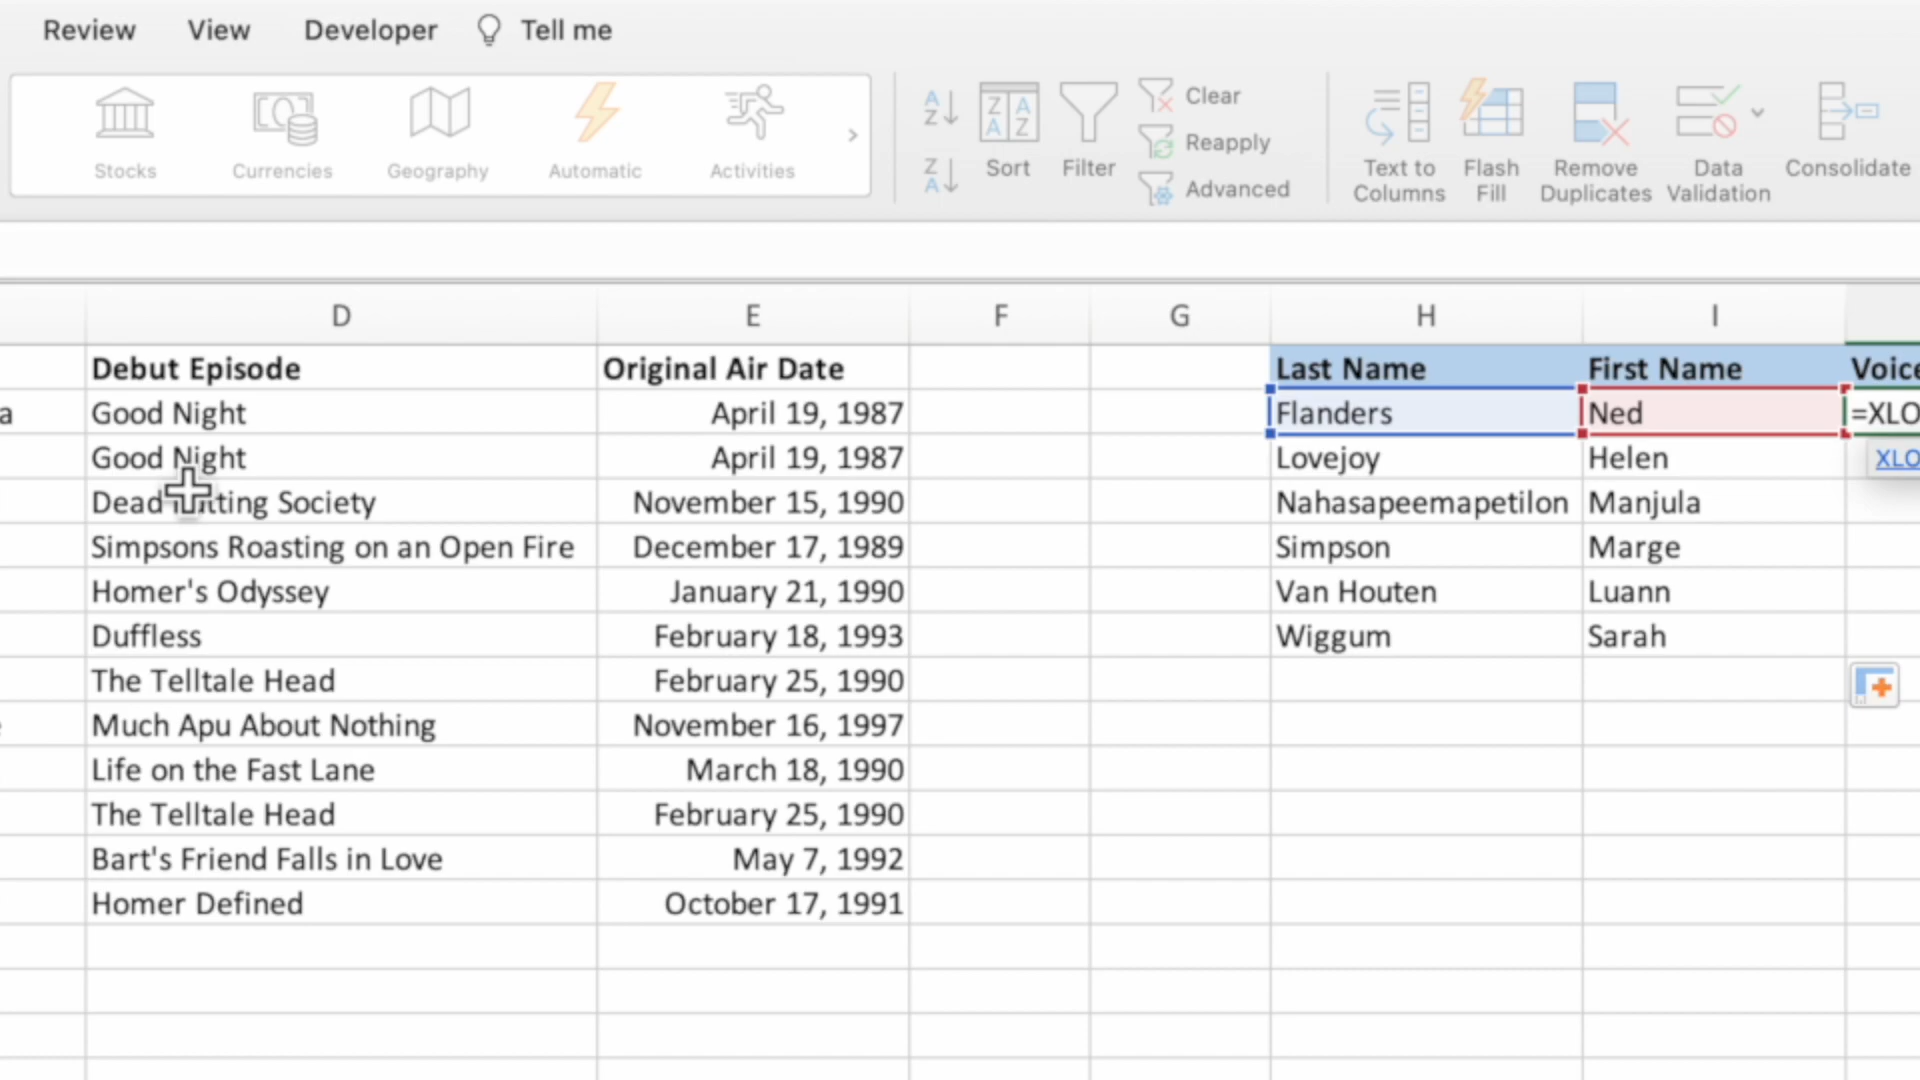 Review View Developer Tell me
Stocks Currencies Geography Automatic Activities
Sort Filter
Clear
Reapply
Advanced
Text to Columns Flash Fill Remove Duplicates Data Validation Consolidate
D E F G H I
Debut Episode Original Air Date Last Name First Name Voice
a Good Night April 19, 1987 Flanders Ned =XLO
Good Night April 19, 1987 Lovejoy Helen XLO
Dead Putting Society November 15, 1990 Nahasapeemapetilon Manjula
Simpsons Roasting on an Open Fire December 17, 1989 Simpson Marge
Homer's Odyssey January 21, 1990 Van Houten Luann
Duffless February 18, 1993 Wiggum Sarah
The Telltale Head February 25, 1990
Much Apu About Nothing November 16, 1997
Life on the Fast Lane March 18, 1990
The Telltale Head February 25, 1990
Bart's Friend Falls in Love May 7, 1992
Homer Defined October 17, 1991